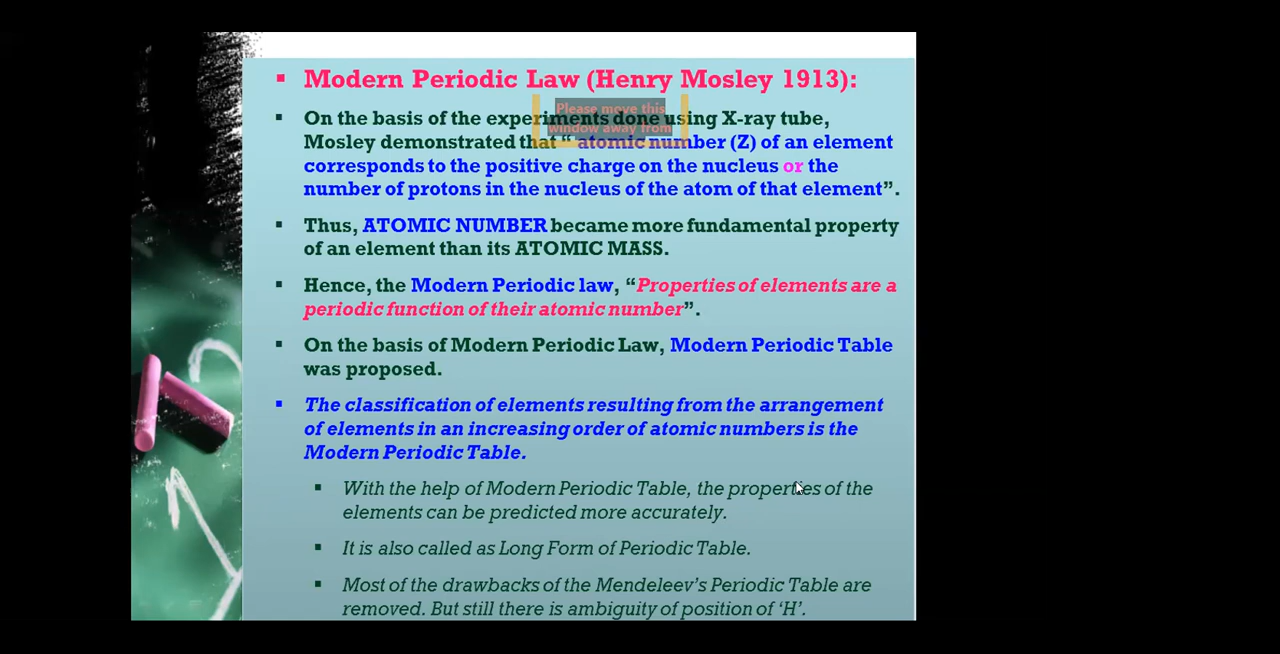 Modern Periodic Law (Henry Mosley 1913):
On the basis of the experiments done using X-ray tube,
Mosley demonstrated that “ atomic number (Z) of an element
corresponds to the positive charge on the nucleus or the
number of protons in the nucleus of the atom of that element”.
Please move this
window away from
Thus, ATOMIC NUMBER became more fundamental property
of an element than its ATOMIC MASS.
Hence, the Modern Periodic law, “Properties of elements are a
periodic function of their atomic number”.
On the basis of Modern Periodic Law, Modern Periodic Table
was proposed.
The classification of elements resulting from the arrangement
of elements in an increasing order of atomic numbers is the
Modern Periodic Table.
With the help of Modern Periodic Table, the properties of the
elements can be predicted more accurately.
It is also called as Long Form of Periodic Table.
Most of the drawbacks of the Mendeleev’s Periodic Table are
removed. But still there is ambiguity of position of ‘H’.